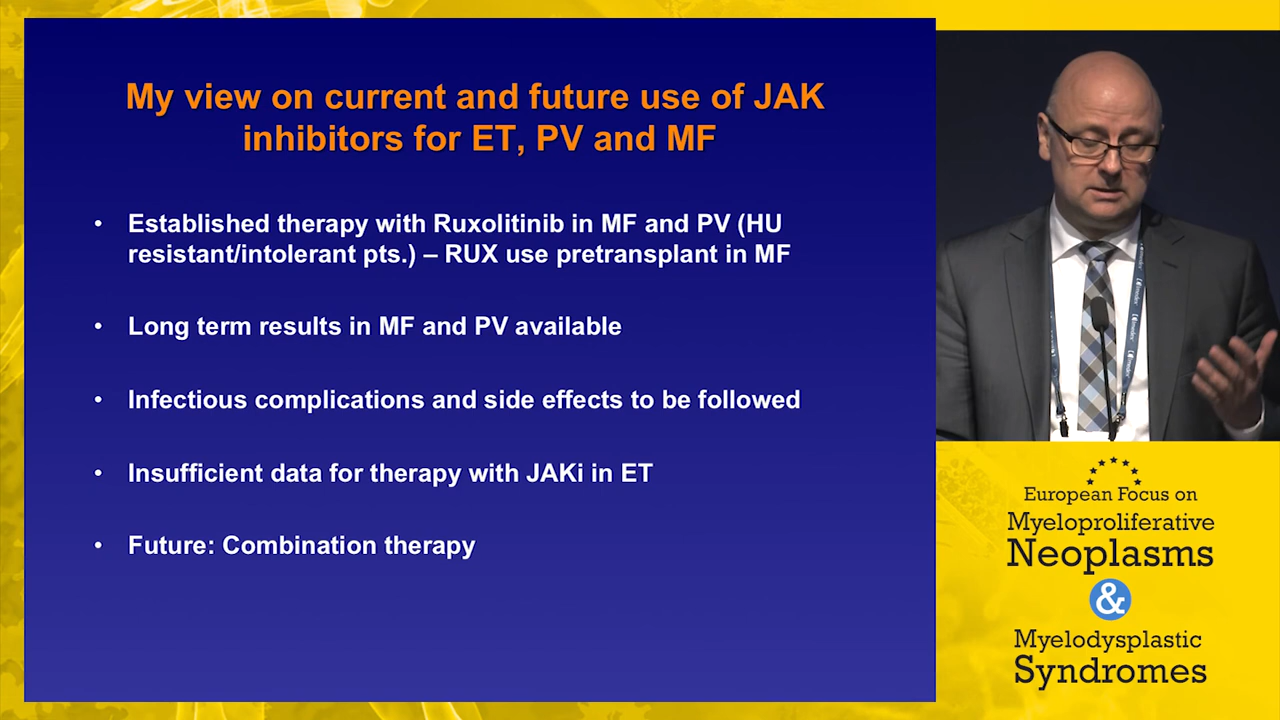 My view on current and future use of JAK
inhibitors for ET, PV and MF
• Established therapy with Ruxolitinib in MF and PV (HU
resistant/intolerant pts.) – RUX use pretransplant in MF
• Long term results in MF and PV available
• Infectious complications and side effects to be followed
• Insufficient data for therapy with JAKi in ET
• Future: Combination therapy
European Focus on
Myeloproliferative
Neoplasms
&
Myelodysplastic
Syndromes